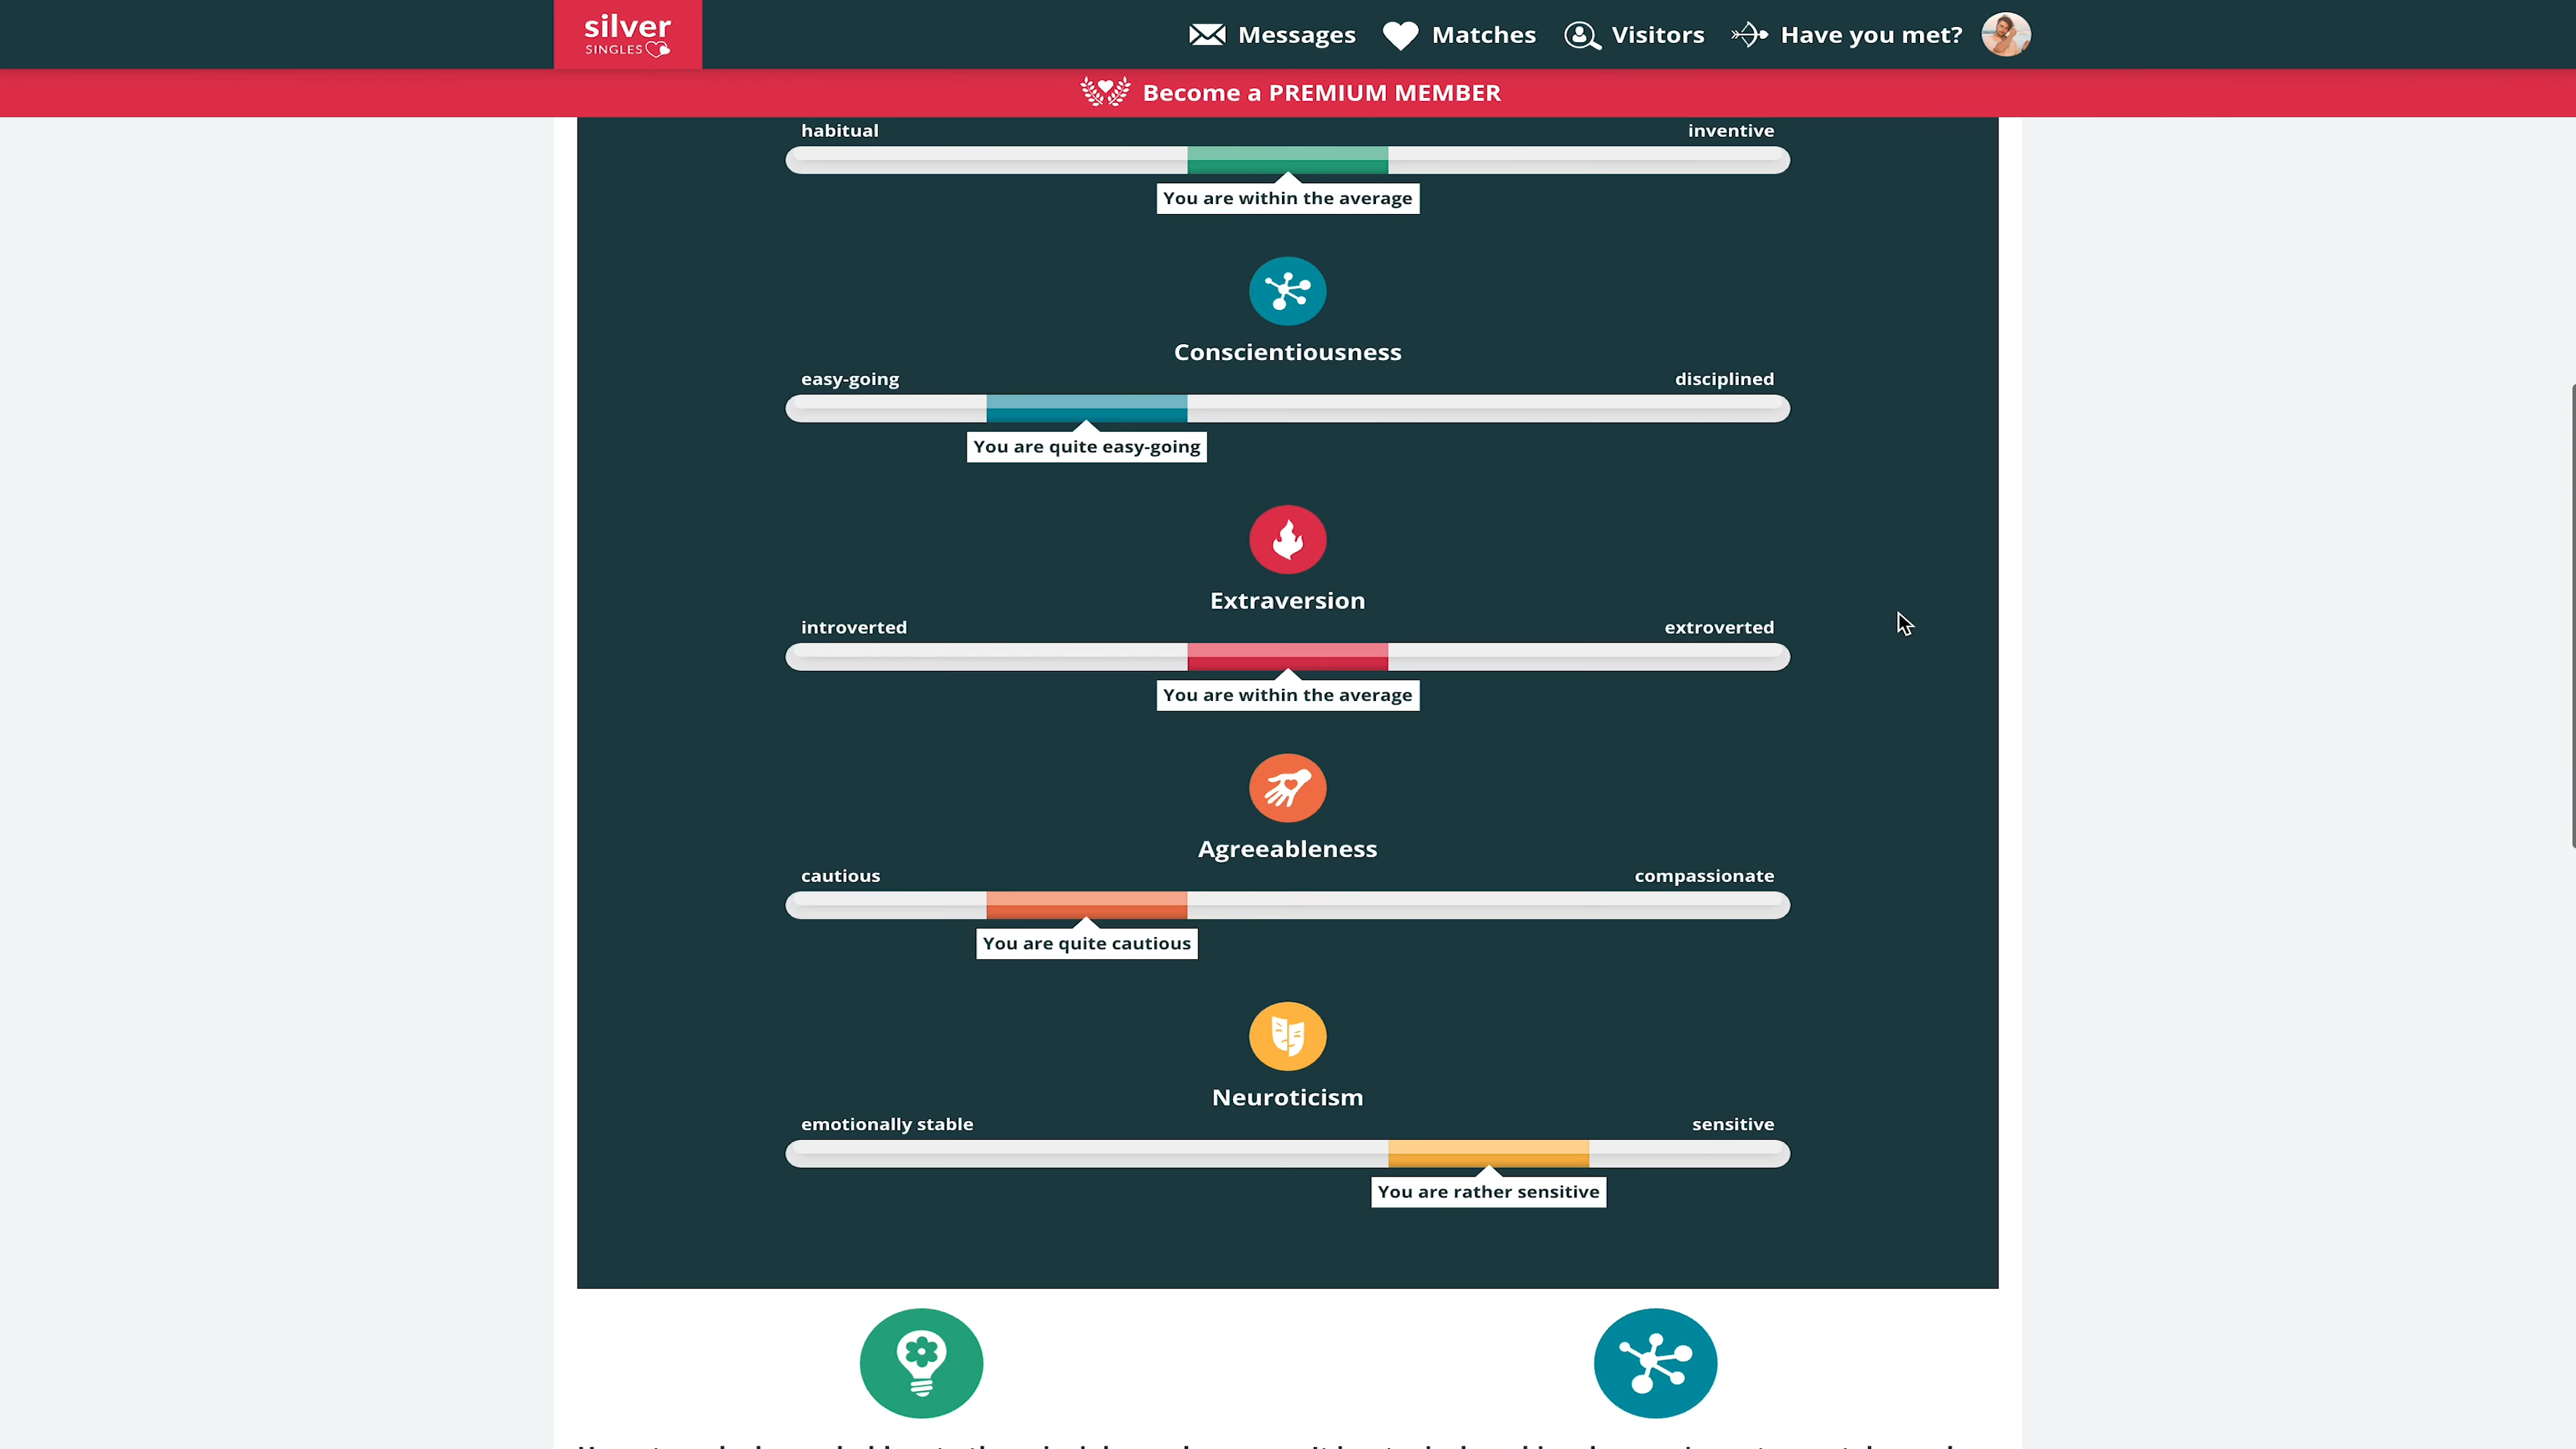 silver
SINGLES
Messages
Matches
Visitors
Have you met?
Become a PREMIUM MEMBER
habitual
inventive
You are within the average
Conscientiousness
easy-going
disciplined
You are quite easy-going
Extraversion
introverted
extroverted
You are within the average
Agreeableness
cautious
compassionate
You are quite cautious
Neuroticism
emotionally stable
sensitive
You are rather sensitive